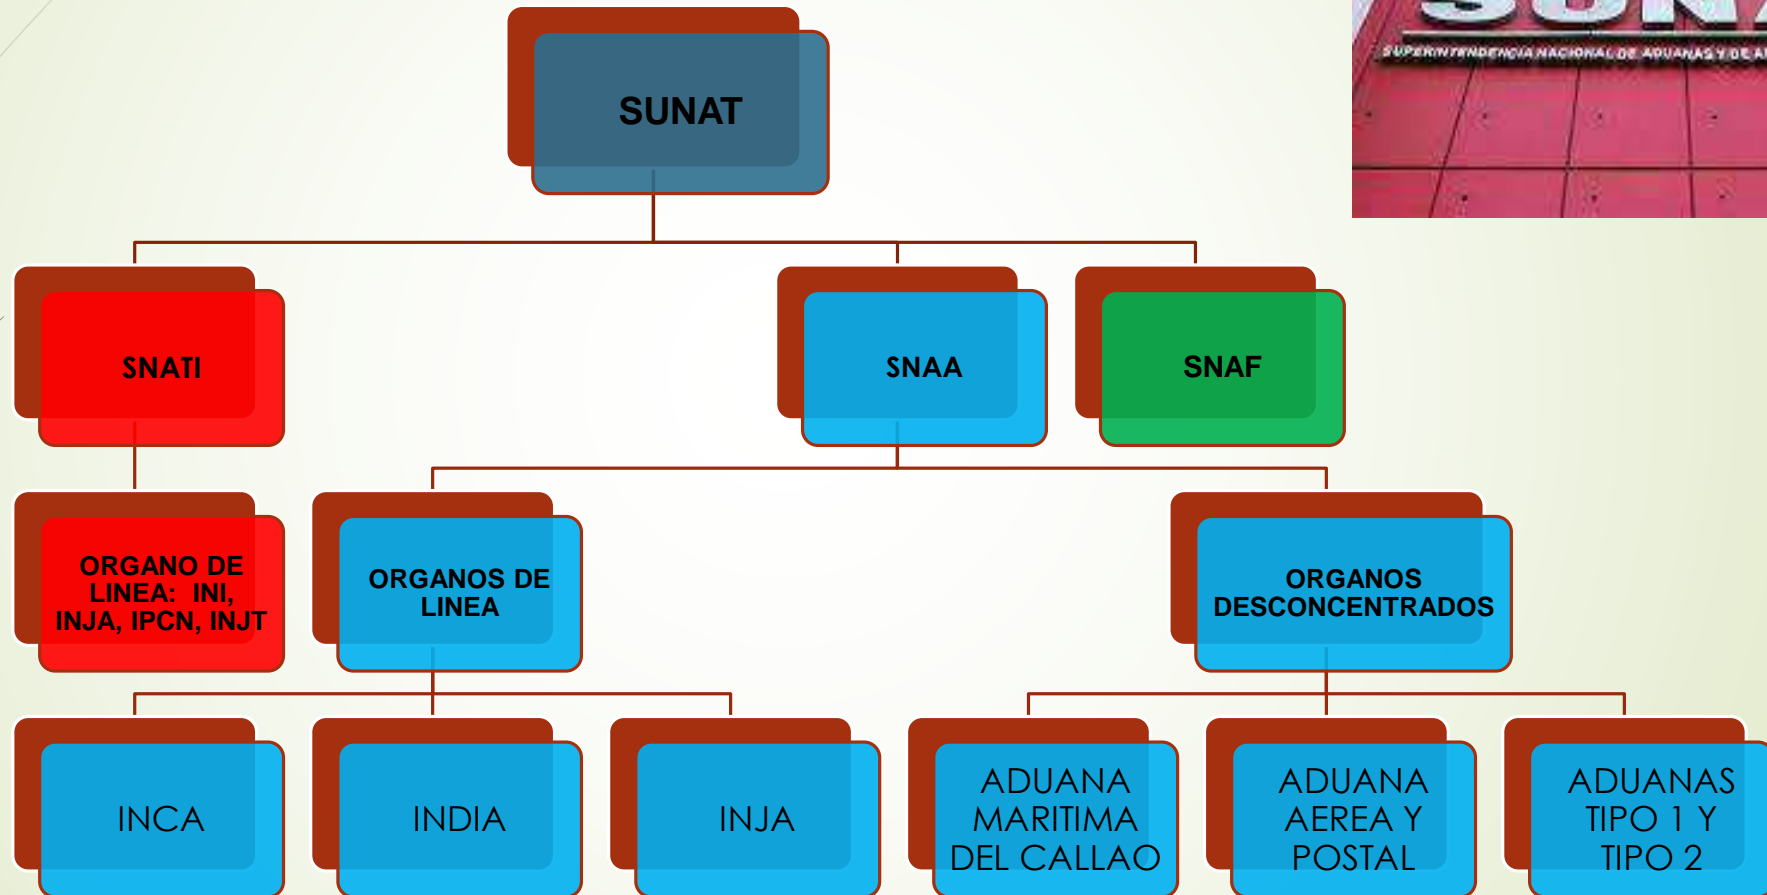 SUNA
SUPERINTENDENCIA NACIONAL DE ADUANAS Y DE A
SUNAT
SNATI
SNAA
SNAF
ORGANO DE
LINEA: INI,
INJA, IPCN, INJT
ORGANOS DE
LINEA
ORGANOS
DESCONCENTRADOS
INCA
INDIA
INJA
ADUANA
MARITIMA
DEL CALLAO
ADUANA
AEREA Y
POSTAL
ADUANAS
TIPO 1 Y
TIPO 2